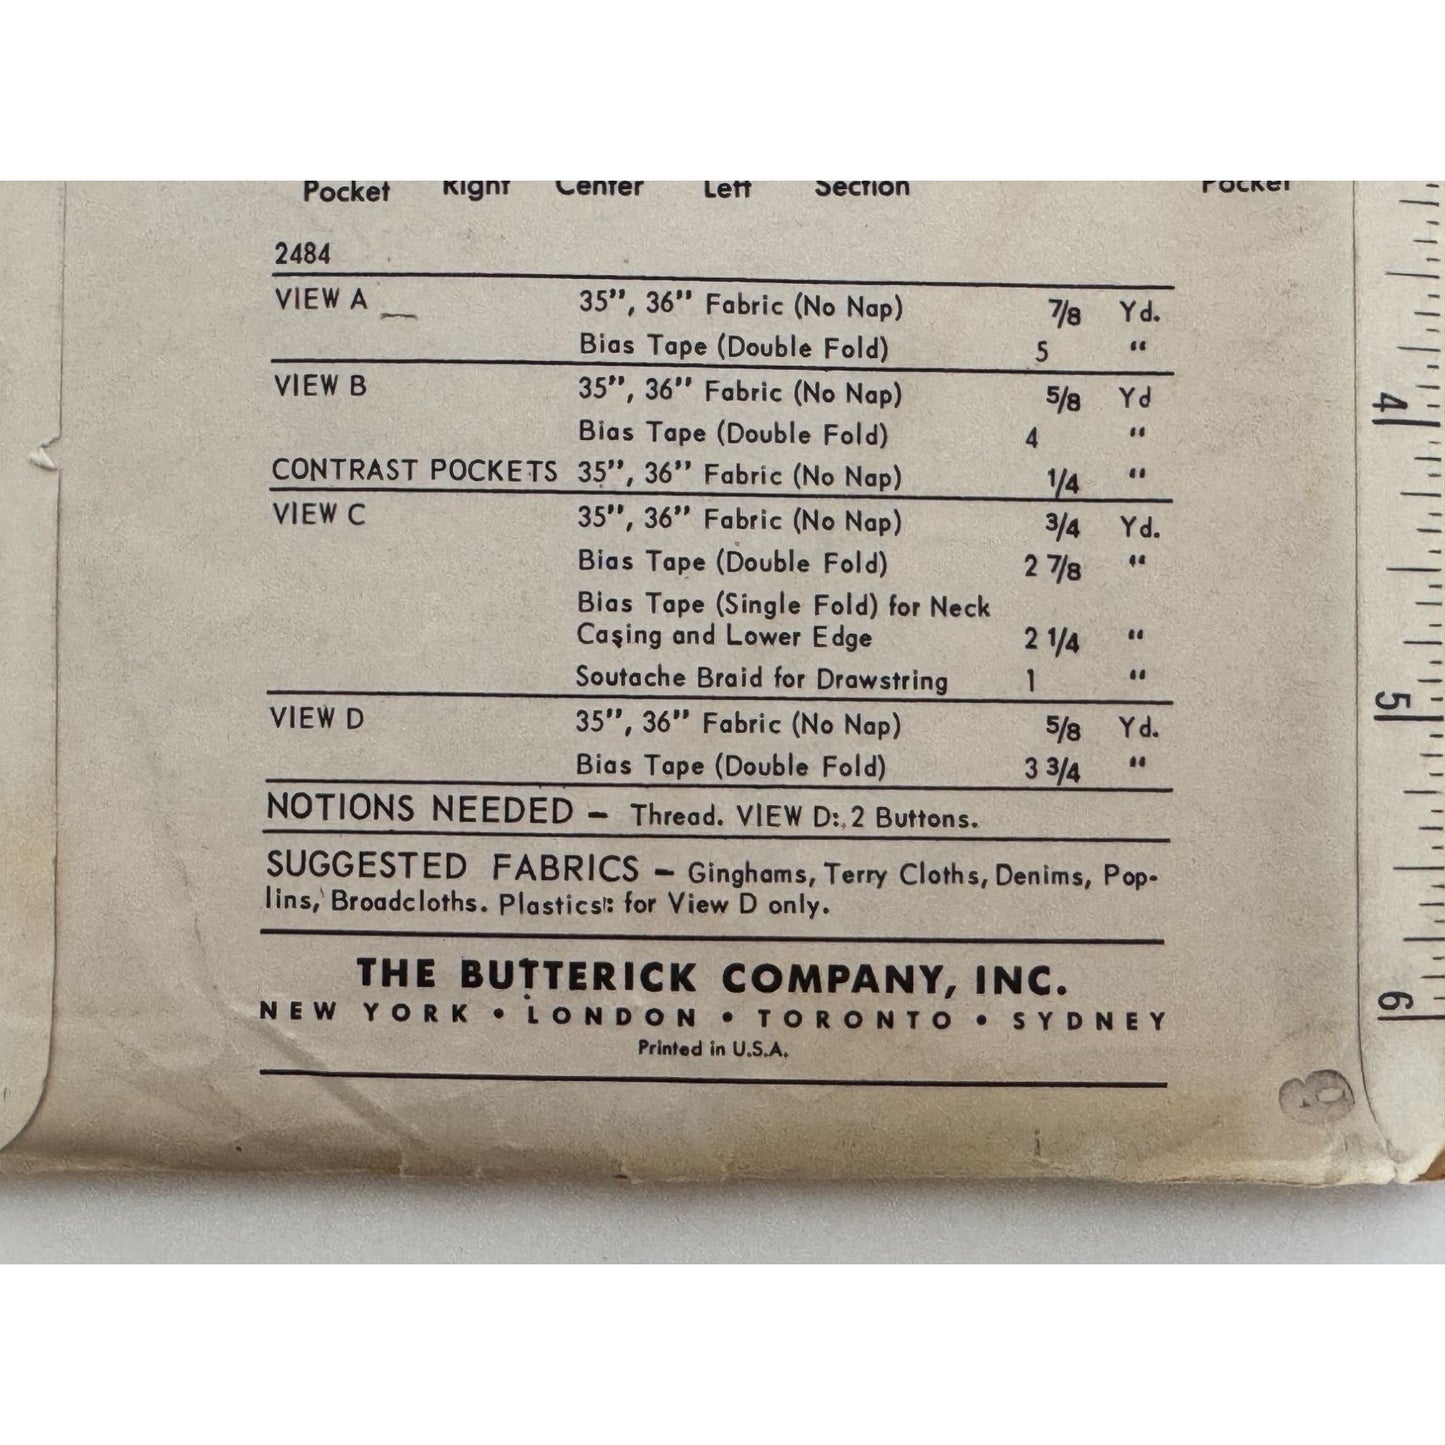 Pocket Right Center Left Section Pocket
2484
VIEW A 35", 36" Fabric (No Nap) 7/8 Yd.
Bias Tape (Double Fold) 5 "
VIEW B 35", 36" Fabric (No Nap) 5/8 Yd
Bias Tape (Double Fold) 4 "
CONTRAST POCKETS 35", 36" Fabric (No Nap) 1/4 "
VIEW C 35", 36" Fabric (No Nap) 3/4 Yd.
Bias Tape (Double Fold) 2 7/8 "
Bias Tape (Single Fold) for Neck
Casing and Lower Edge 2 1/4 "
Soutache Braid for Drawstring 1 "
VIEW D 35", 36" Fabric (No Nap) 5/8 Yd.
Bias Tape (Double Fold) 3 3/4 "
NOTIONS NEEDED – Thread. VIEW D: 2 Buttons.
SUGGESTED FABRICS – Ginghams, Terry Cloths, Denims, Pop-
lins, Broadcloths. Plastics: for View D only.
THE BUTTERICK COMPANY, INC.
NEW YORK • LONDON • TORONTO • SYDNEY
Printed in U.S.A.
8
4
5
6